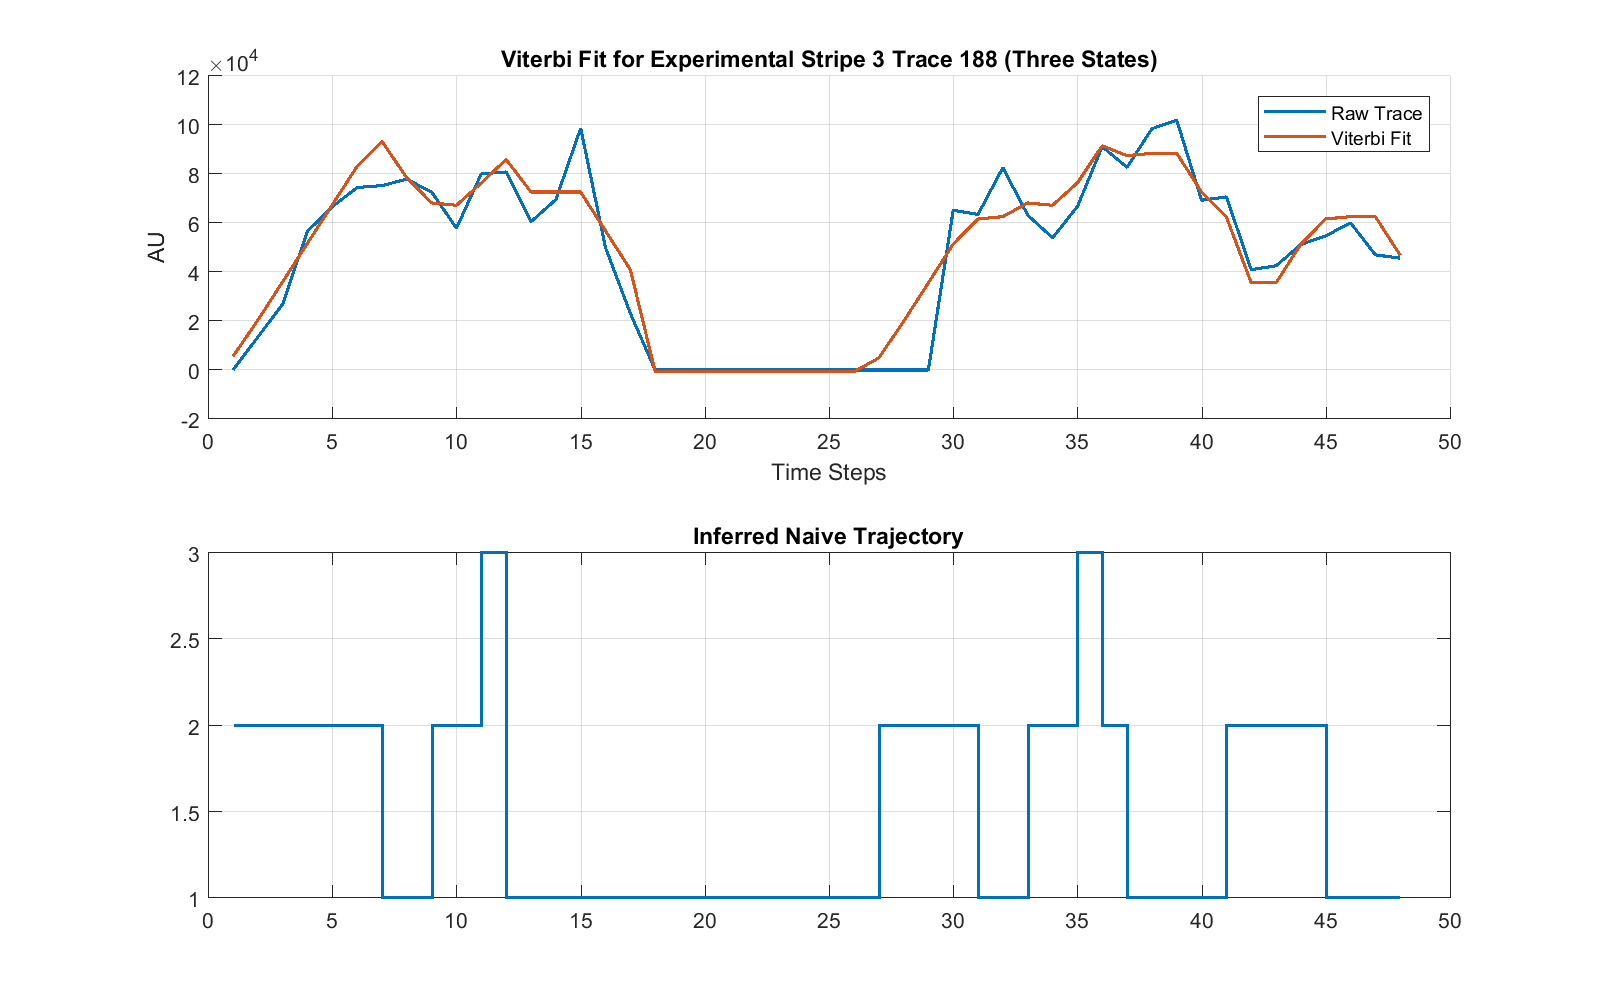 Viterbi Fit for Experimental Stripe 3 Trace 188 (Three States)
×10⁴
12
10
8
6
4
2
0
-2
AU
Raw Trace
Viterbi Fit
0 5 10 15 20 25 30 35 40 45 50
Time Steps
Inferred Naive Trajectory
3
2.5
2
1.5
1
0 5 10 15 20 25 30 35 40 45 50